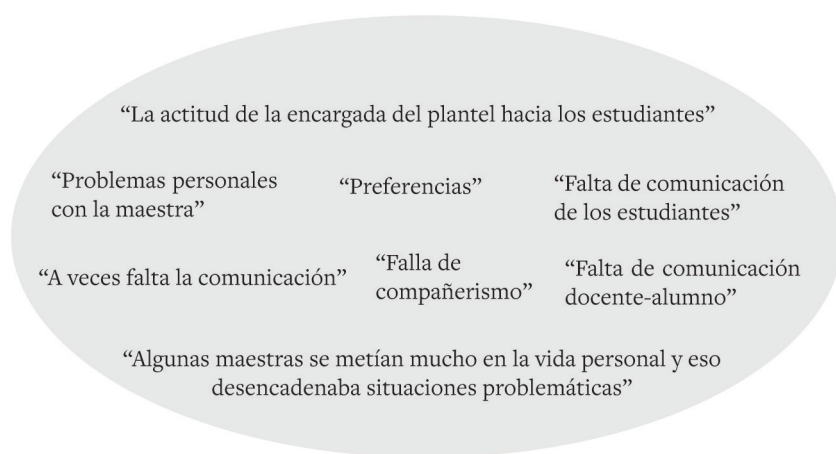 “La actitud de la encargada del plantel hacia los estudiantes”
“Problemas personales
con la maestra”
“Preferencias”
“Falta de comunicación
de los estudiantes”
“A veces falta la comunicación”
“Falla de
compañerismo”
“Falta de comunicación
docente-alumno”
“Algunas maestras se metían mucho en la vida personal y eso
desencadenaba situaciones problemáticas”